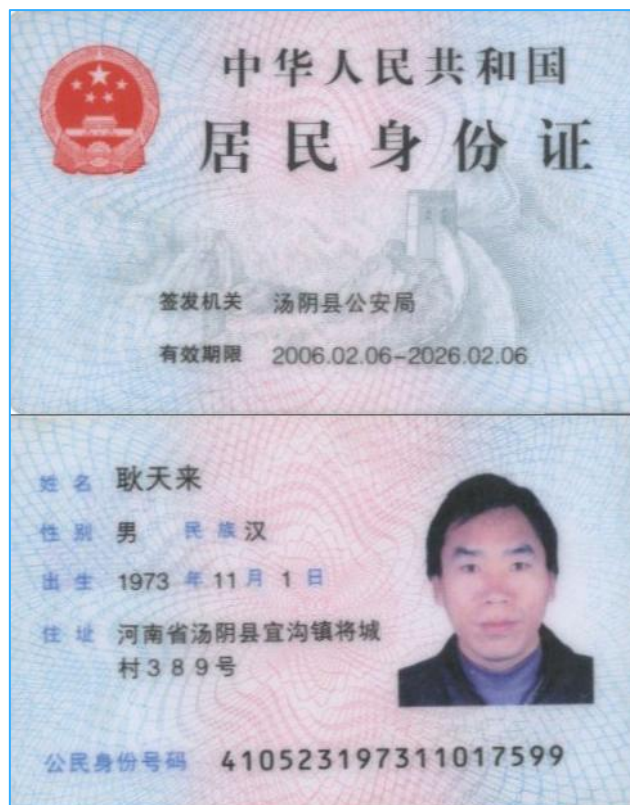 中华人民共和国
居民身份证
签发机关 汤阴县公安局
有效期限 2006.02.06-2026.02.06
姓名 耿天来
性别 男 民族 汉
出生 1973 年 11 月 1 日
住址 河南省汤阴县宜沟镇将城
村389号
公民身份号码 410523197311017599